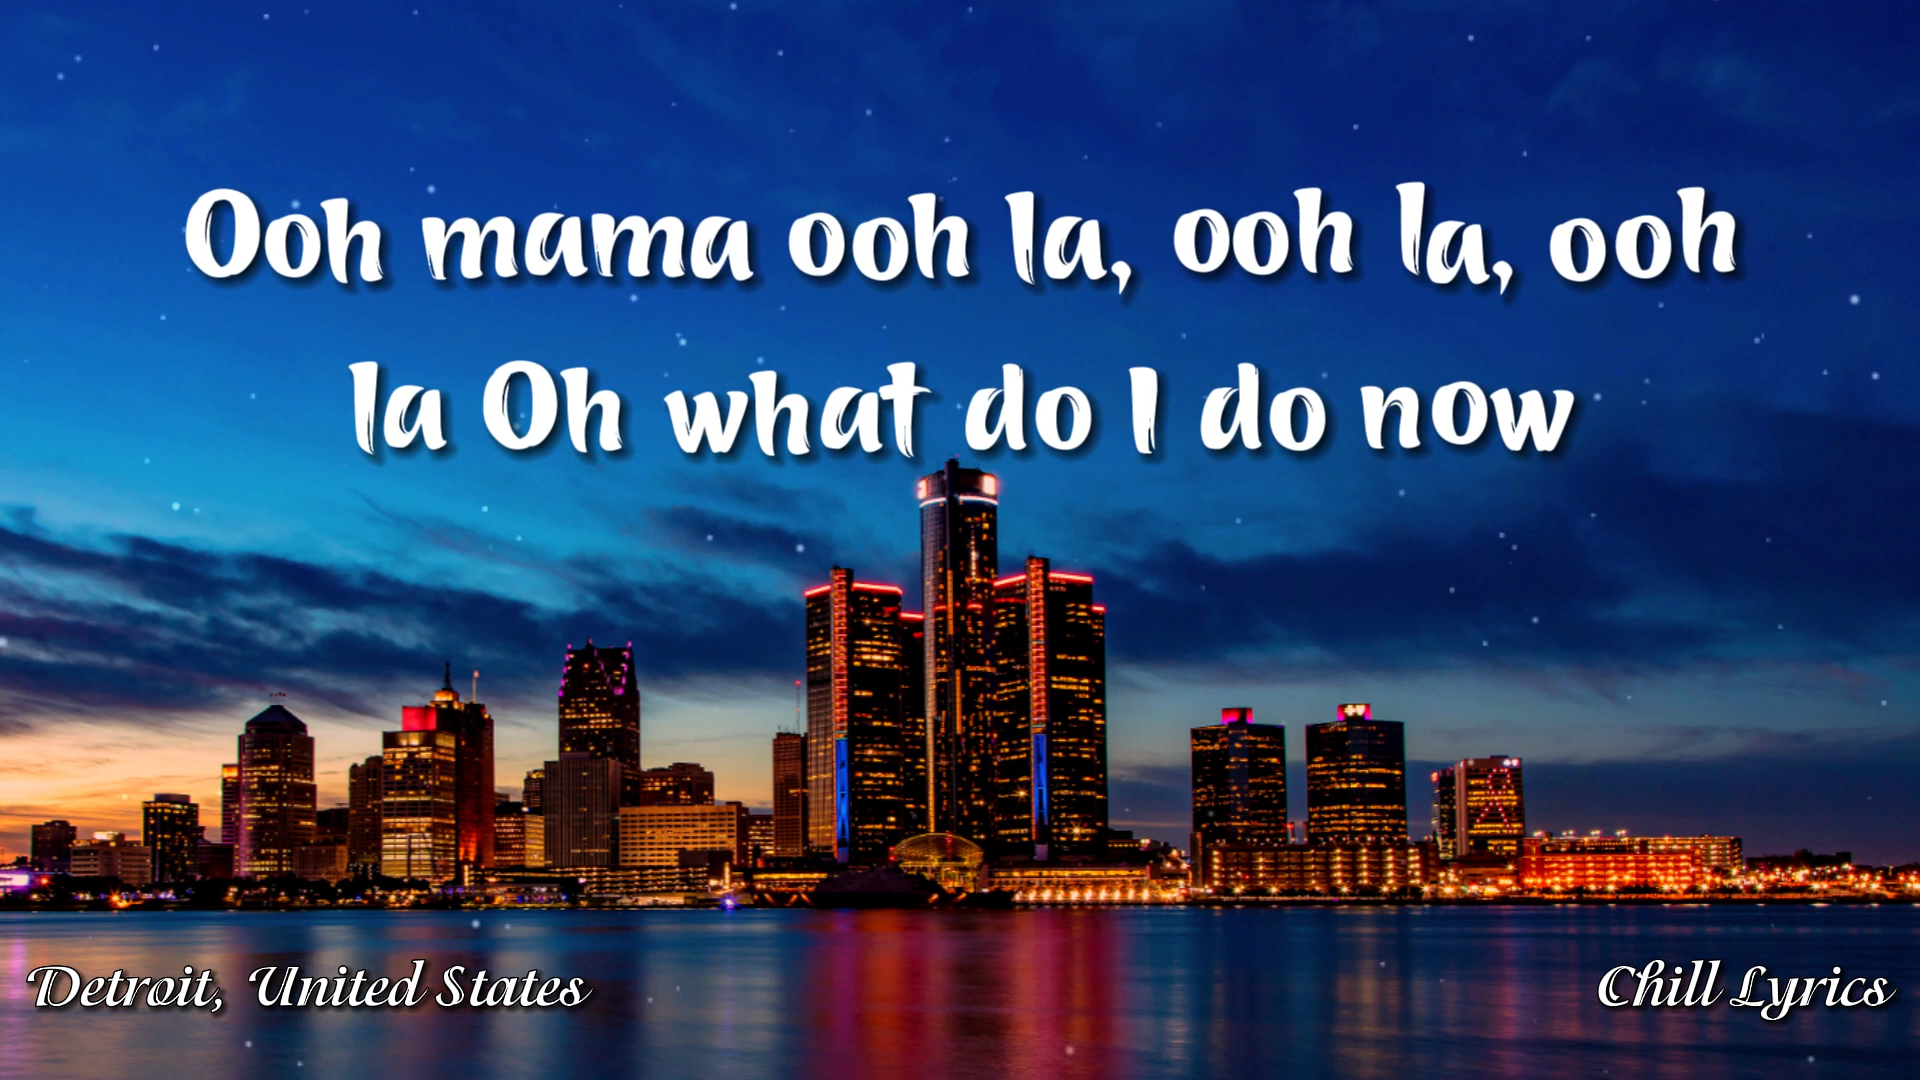 Ooh mama ooh la, ooh la, ooh
la Oh what do I do now
Detroit, United States
Chill Lyrics